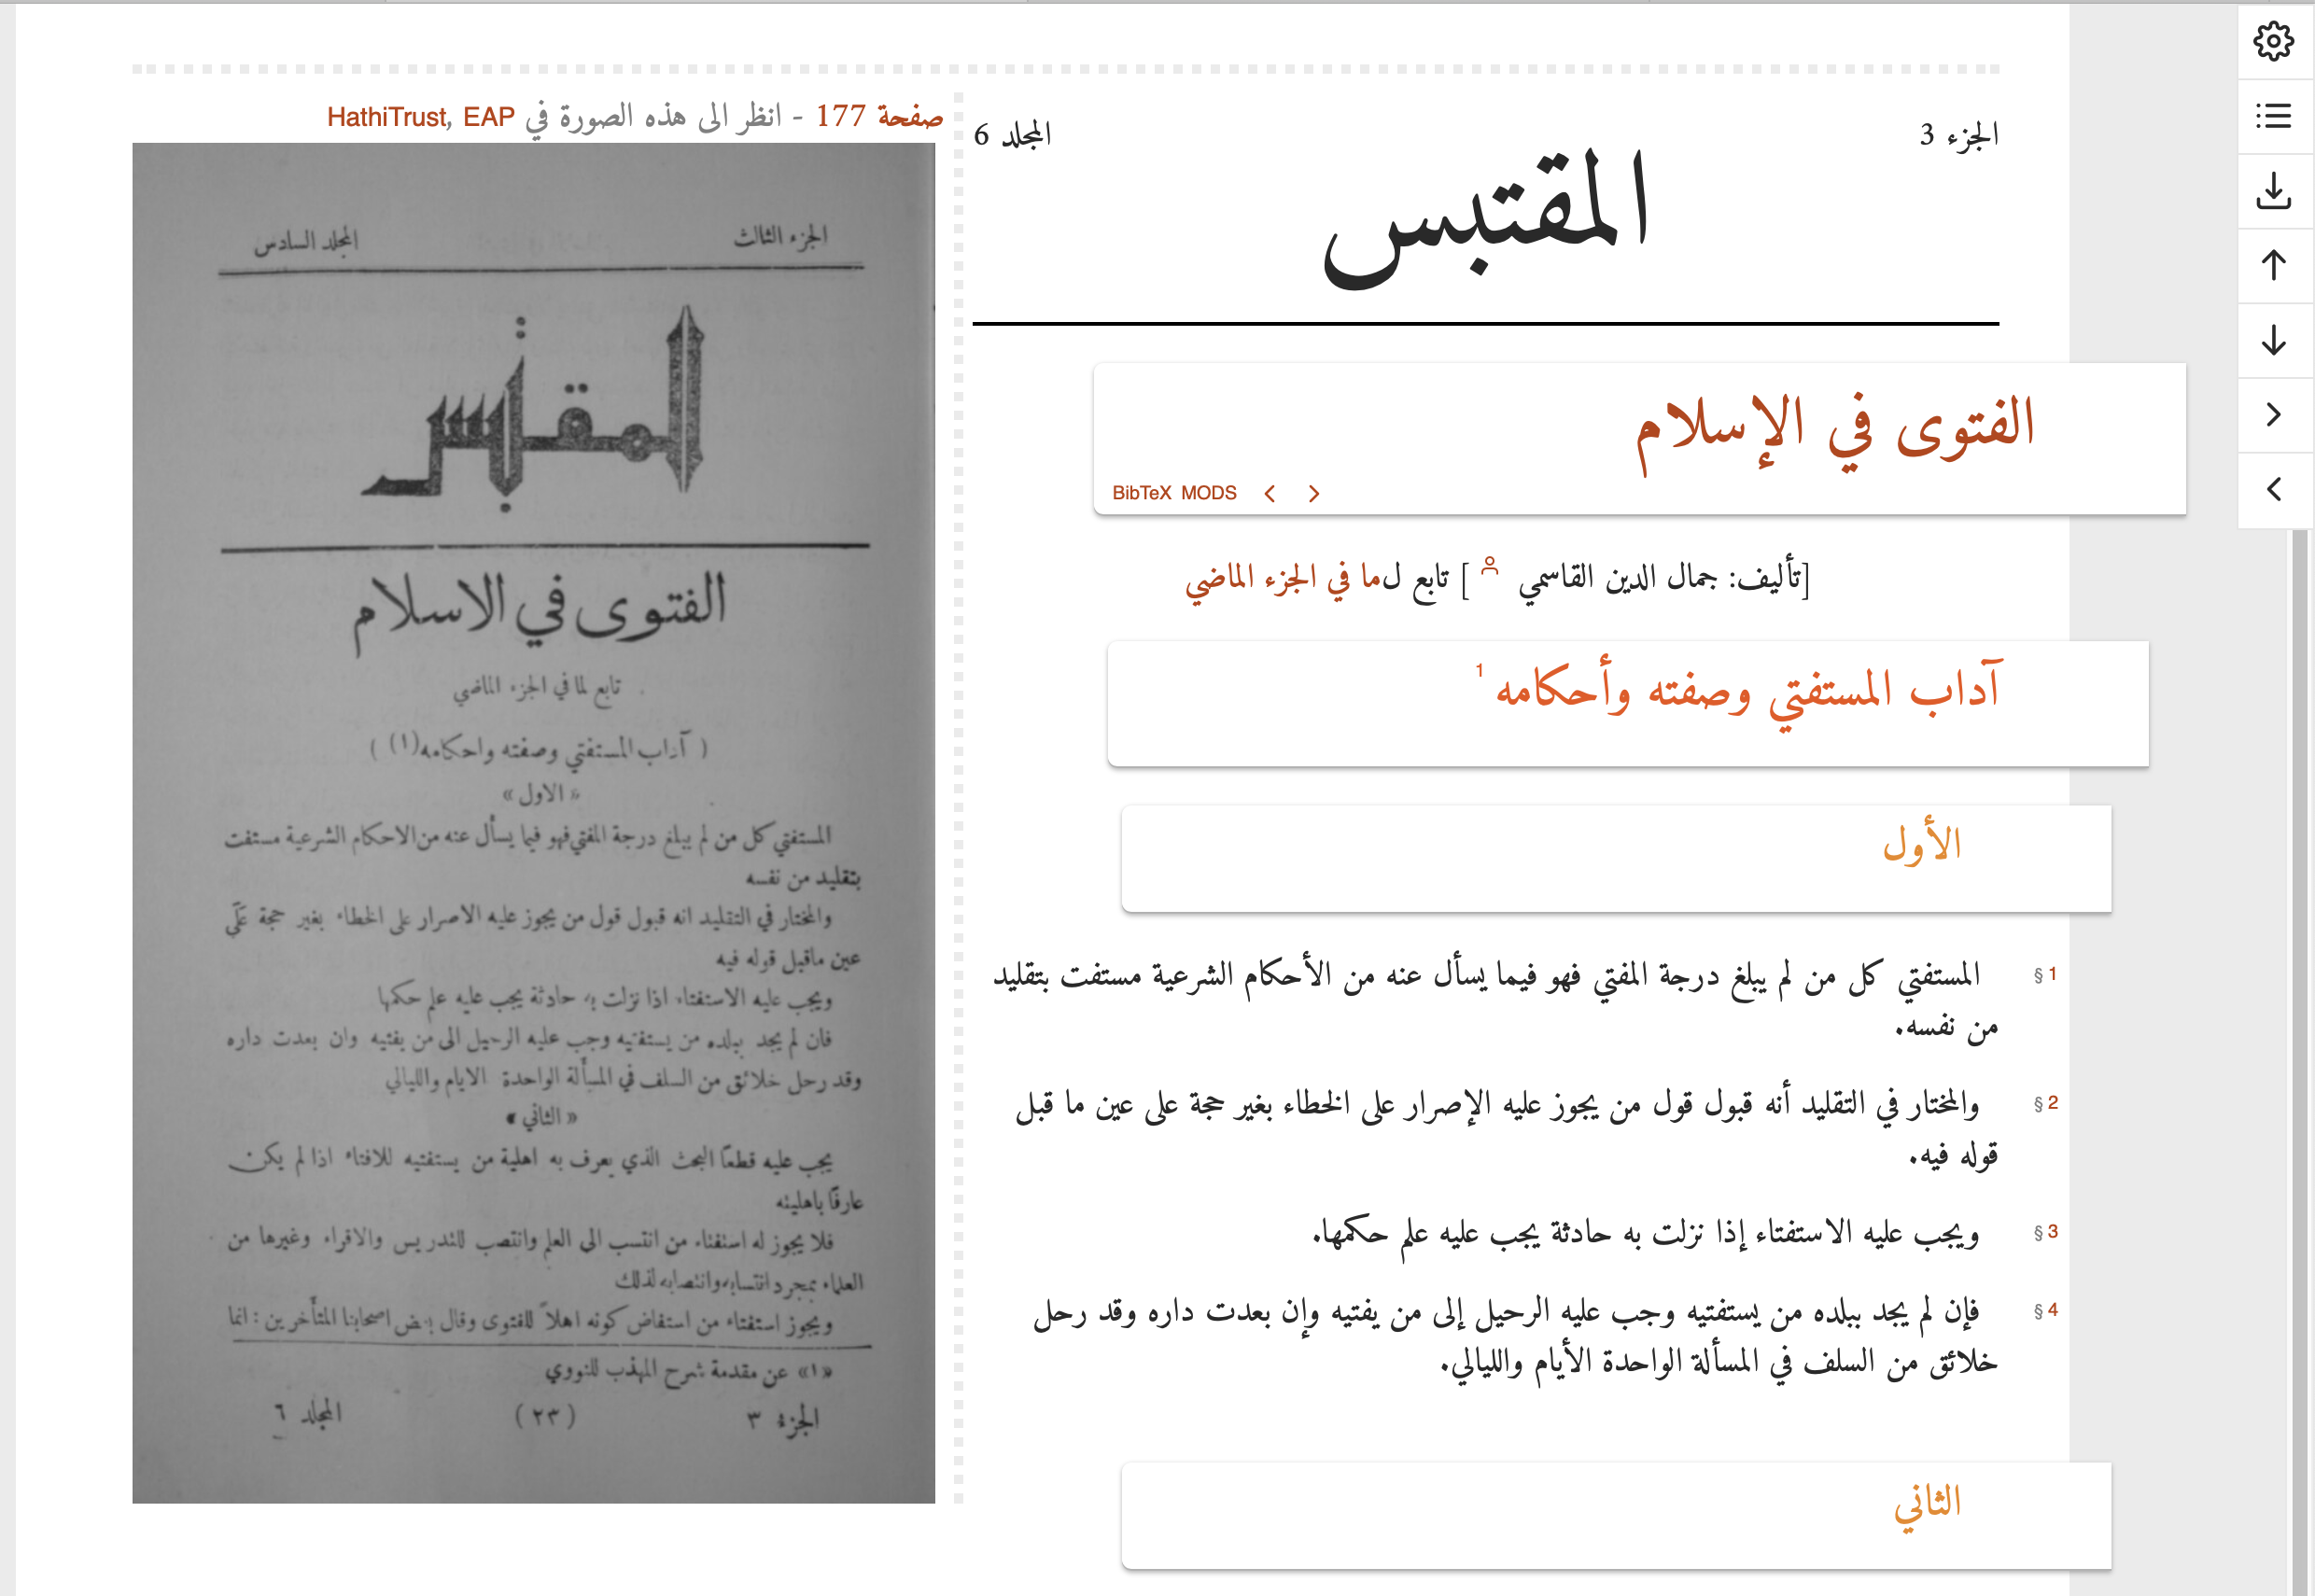 الجزء 3
المجلد 6
المقتبس
الفتوى في الإسلام
BibTeX MODS
[تأليف: جمال الدين القاسمي ] تابع لما في الجزء الماضي
آداب المستفتي وصفته وأحكامه 1
الأول
§ 1 المستفتي كل من لم يبلغ درجة المفتي فهو فيما يسأل عنه من الأحكام الشرعية مستفت بتقليد
من نفسه.
§ 2 والمختار في التقليد أنه قبول قول من يجوز عليه الإصرار على الخطاء بغير حجة على عين ما قبل
قوله فيه.
§ 3 ويجب عليه الاستفتاء إذا نزلت به حادثة يجب عليه علم حكمها.
§ 4 فإن لم يجد ببلده من يستفتيه وجب عليه الرحيل إلى من يفتيه وإن بعدت داره وقد رحل
خلائق من السلف في المسألة الواحدة الأيام والليالي.
الثاني
صفحة 177 - انظر الى هذه الصورة في HathiTrust, EAP
الجزء الثالث
المجلد السادس
المقتبس
الفتوى في الاسلام
تابع لما في الجزء الماضي
( آداب المستفتي وصفته واحكامه(١) )
« الاول »
المستفتي كل من لم يبلغ درجة المفتي فهو فيما يسأل عنه من الاحكام الشرعية مستفت
بتقليد من نفسه
والمختار في التقليد انه قبول قول من يجوز عليه الاصرار على الخطاء بغير حجة على
عين ماقبل قوله فيه
ويجب عليه الاستفتاء اذا نزلت به حادثة يجب عليه علم حكمها
فان لم يجد ببلده من يستفتيه وجب عليه الرحيل الى من يفتيه وان بعدت داره
وقد رحل خلائق من السلف في المسألة الواحدة الايام والليالي
« الثاني »
يجب عليه قطعًا البحث الذي يعرف به اهلية من يستفتيه للافتاء اذا لم يكن
عارفًا باهليته
فلا يجوز له استفتاء من انتسب الى العلم وانتصب للتدريس والاقراء وغيرها من
العلماء بمجرد انتسابه وانتصابه لذلك
ويجوز استفتاء من استفاض كونه اهلاً للفتوى وقال بعض اصحابنا المتأخرين : انما
«١» عن مقدمة شرح المهذب للنووي
الجزء ٣
(٢٣)
المجلد ٦